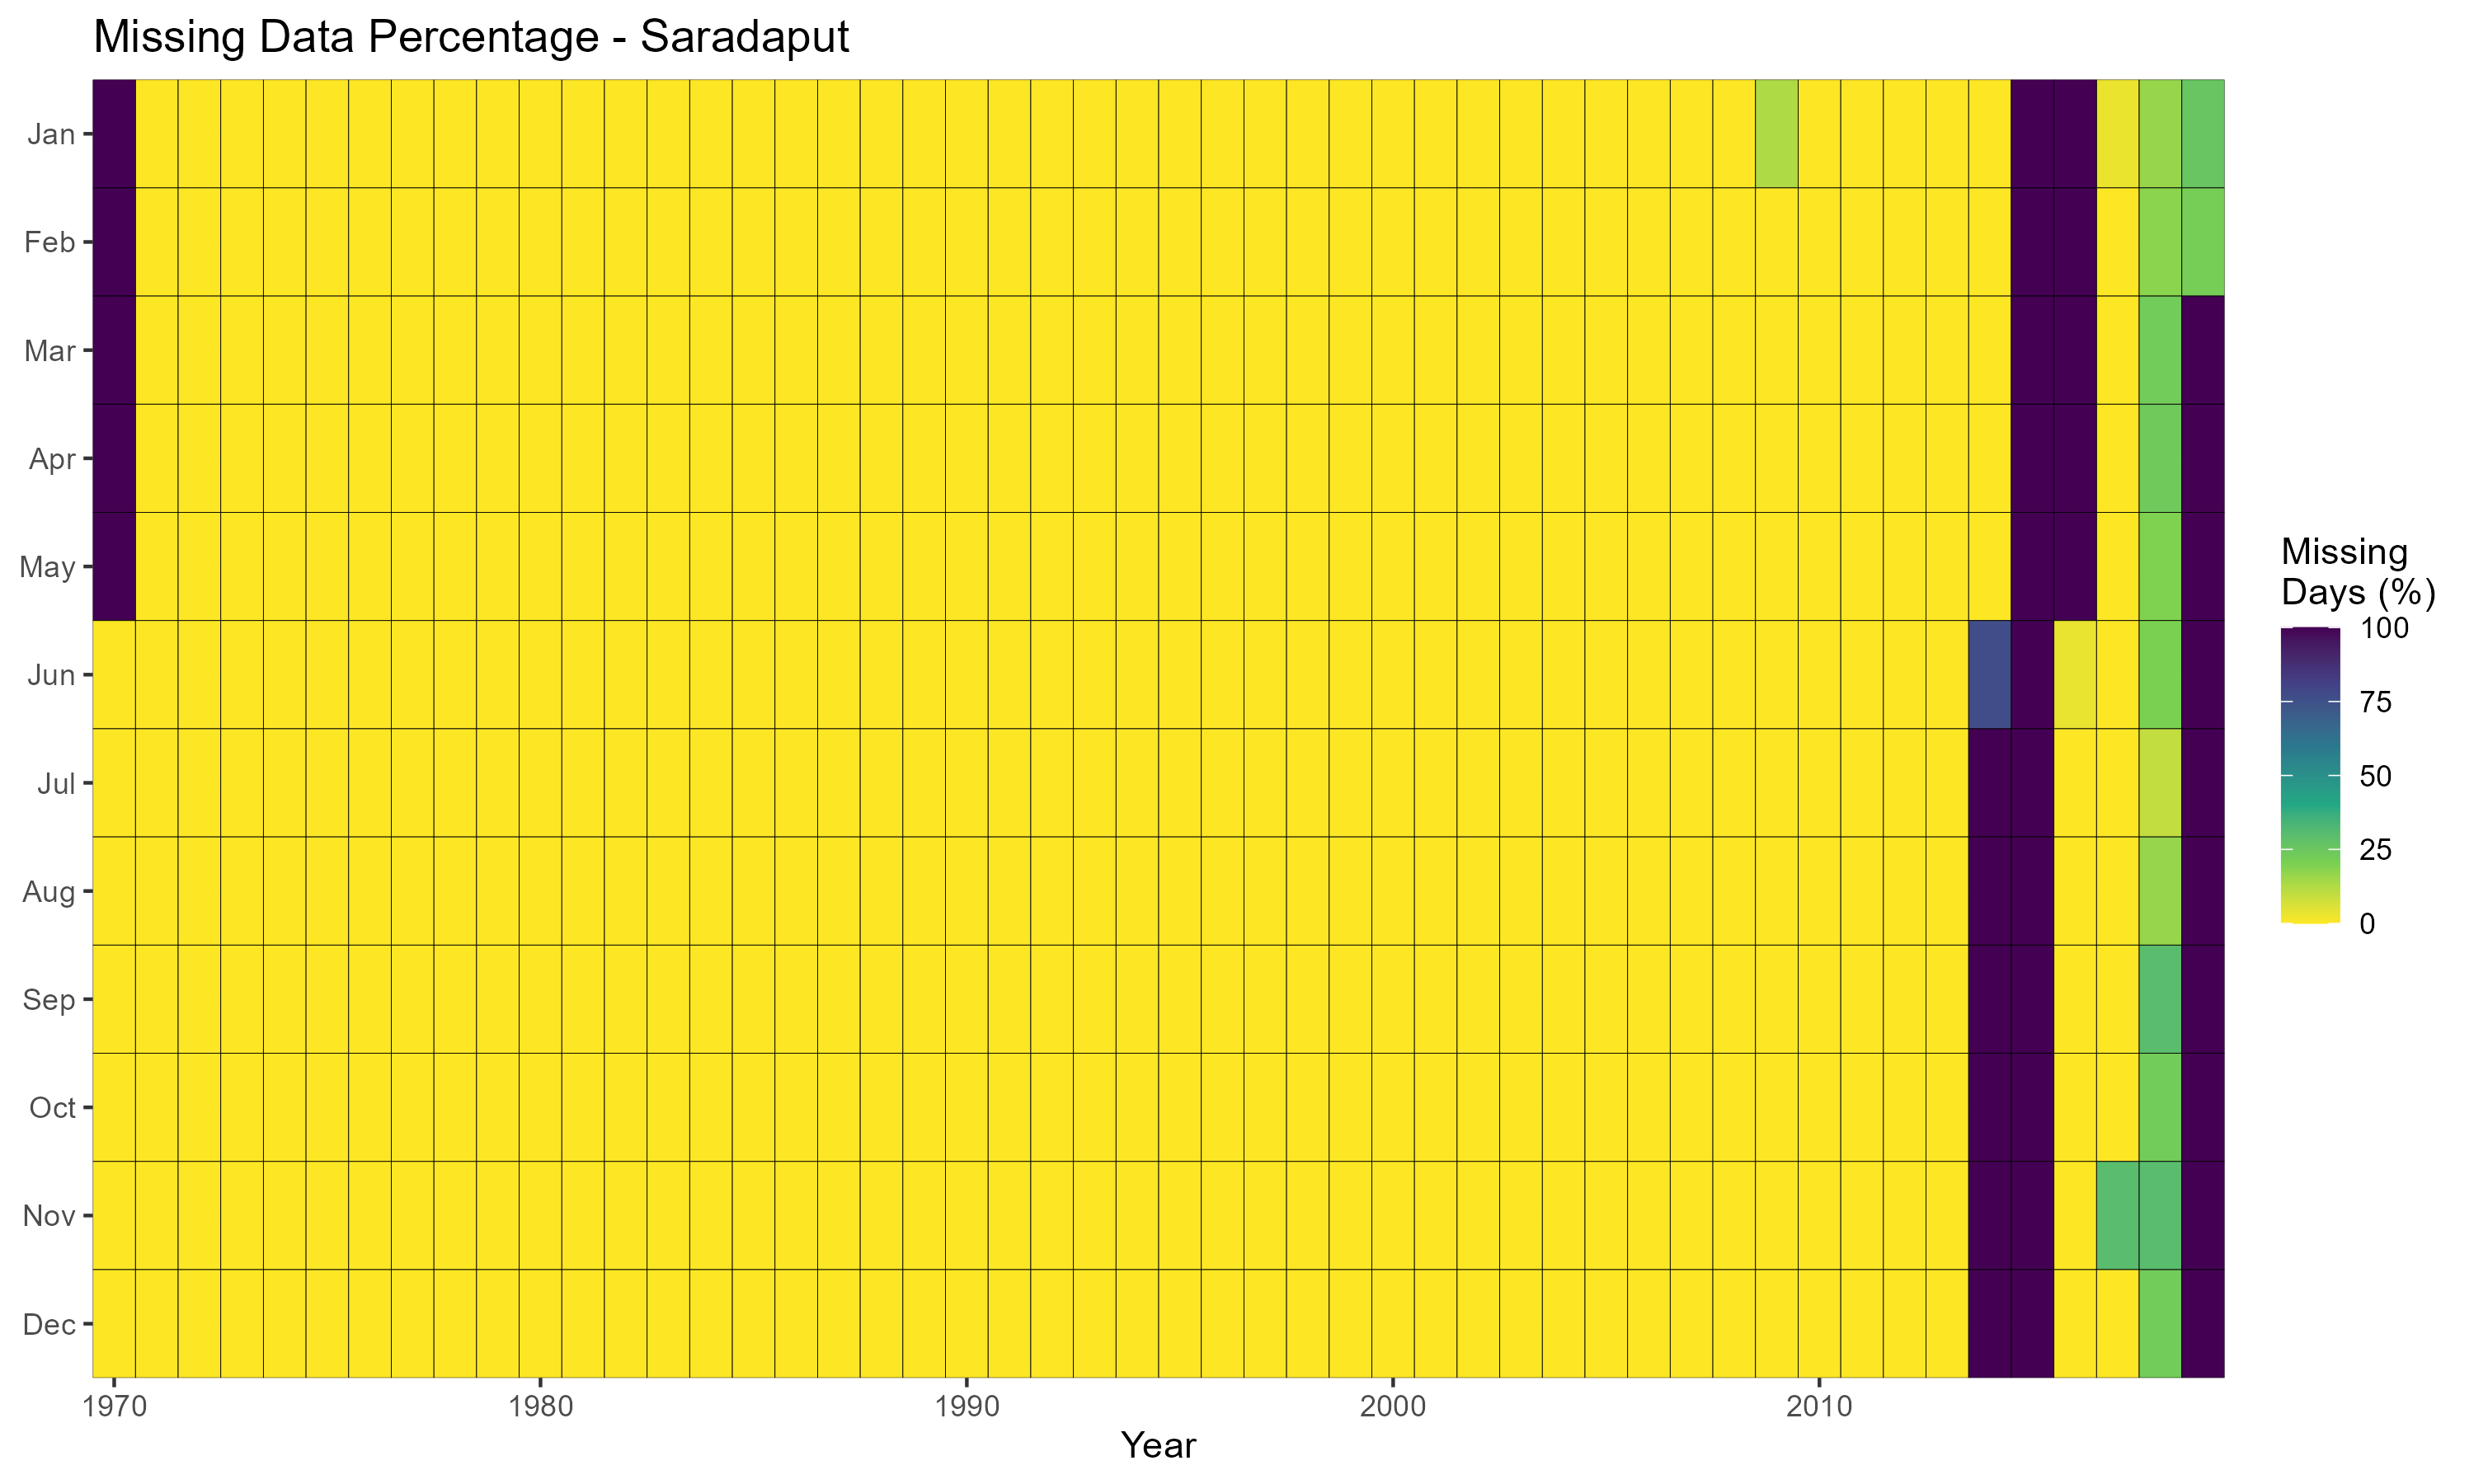 Missing Data Percentage - Saradaput
Jan
Feb
Mar
Apr
May
Jun
Jul
Aug
Sep
Oct
Nov
Dec
1970 1980 1990 2000 2010
Year
Missing
Days (%)
100
75
50
25
0